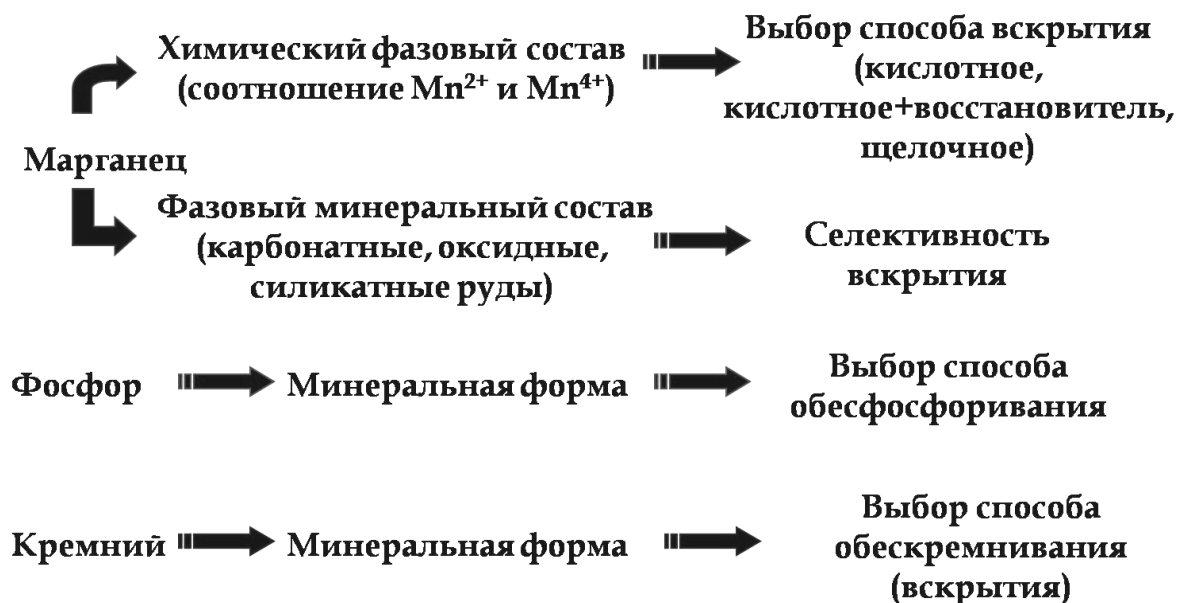 Химический фазовый состав
(соотношение Mn²⁺ и Mn⁴⁺)
Выбор способа вскрытия
(кислотное,
кислотное+восстановитель,
щелочное)
Марганец
Фазовый минеральный состав
(карбонатные, оксидные,
силикатные руды)
Селективность
вскрытия
Фосфор
Минеральная форма
Выбор способа
обесфосфоривания
Кремний
Минеральная форма
Выбор способа
обескремнивания
(вскрытия)